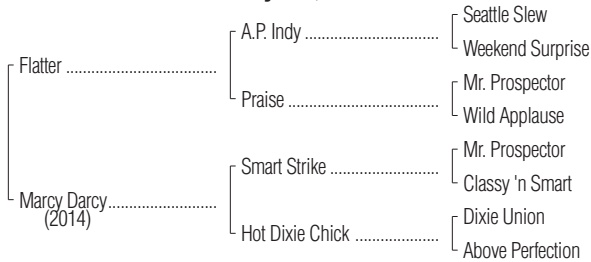 Seattle Slew
A.P. Indy ............................
Weekend Surprise
Flatter ................................
Mr. Prospector
Praise ................................
Wild Applause
Mr. Prospector
Smart Strike .......................
Classy 'n Smart
Marcy Darcy.......................
(2014)
Dixie Union
Hot Dixie Chick ..................
Above Perfection